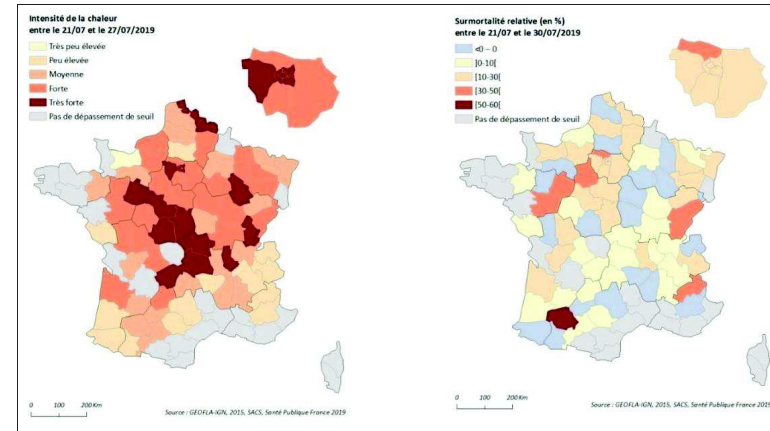 Intensité de la chaleur
entre le 21/07 et le 27/07/2019
Très peu élevée
Peu élevée
Moyenne
Forte
Très forte
Pas de dépassement de seuil
0 100 200 Km
Source : GEOFLA-IGN, 2015, SACS, Santé Publique France 2019
Surmortalité relative (en %)
entre le 21/07 et le 30/07/2019
<0 – 0
]0-10[
[10-30[
[30-50[
[50-60[
Pas de dépassement de seuil
0 100 200 Km
Source : GEOFLA-IGN, 2015, SACS, Santé Publique France 2019